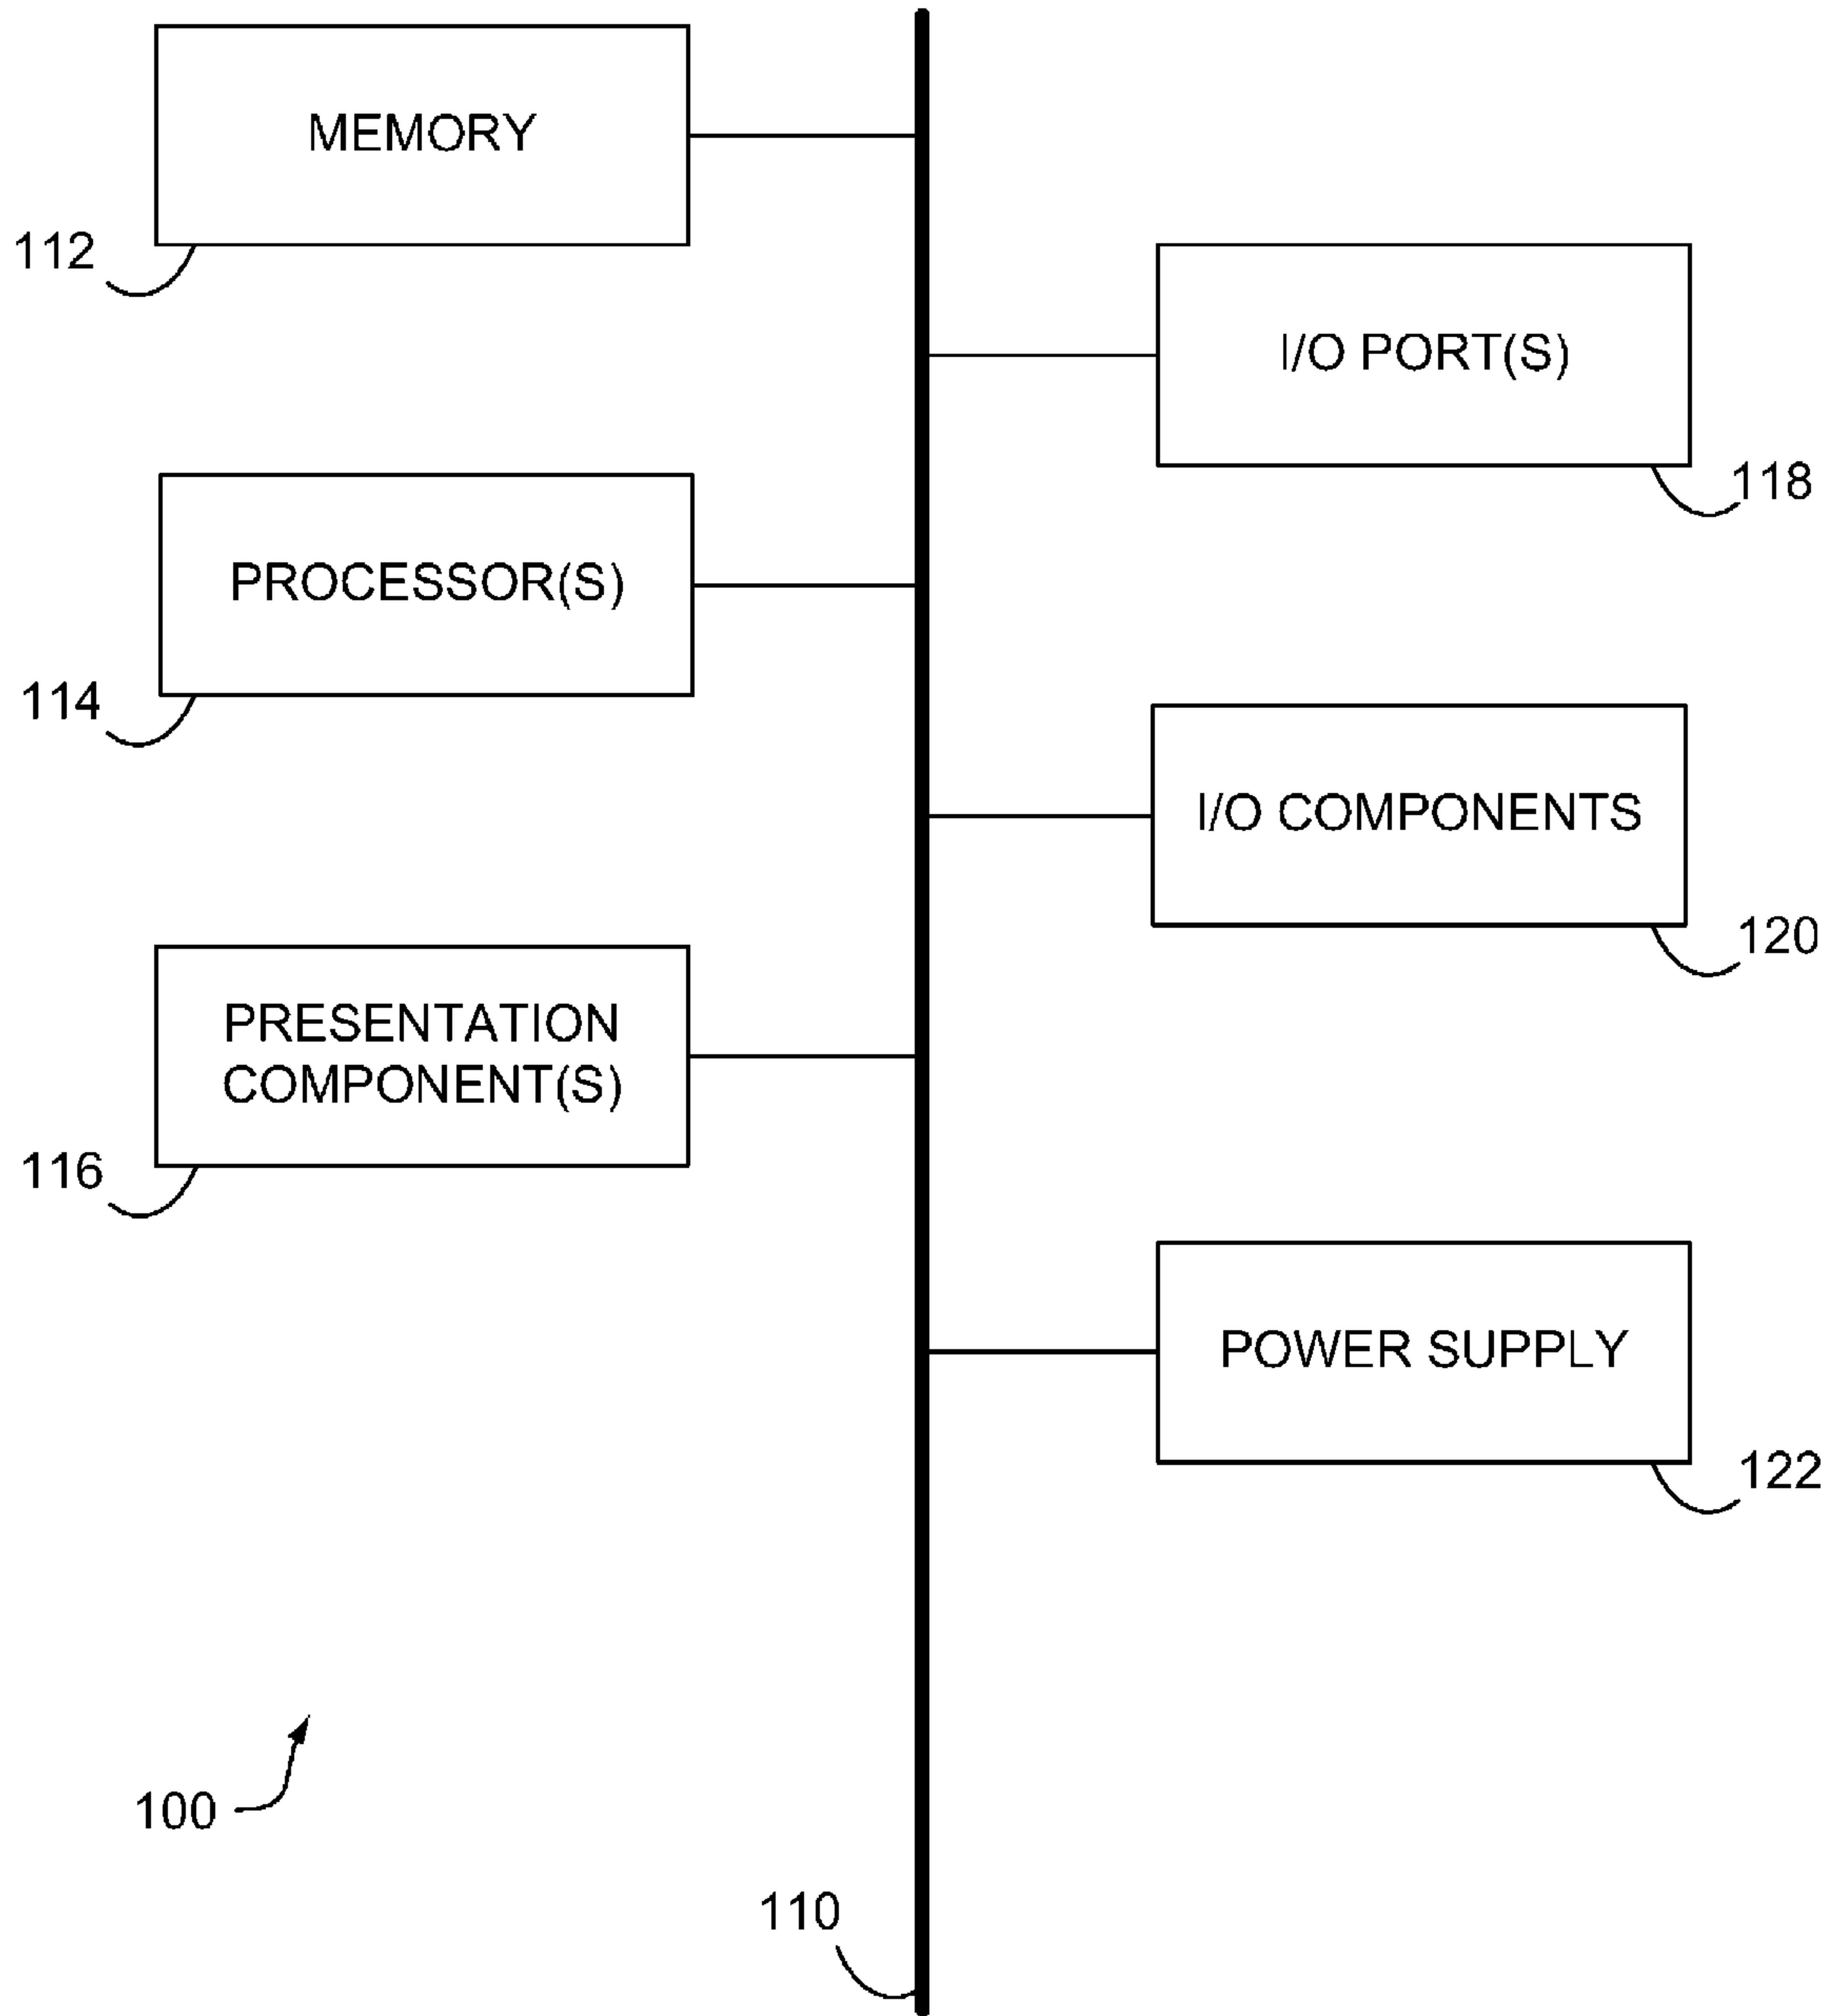 MEMORY
112
I/O PORT(S)
118
PROCESSOR(S)
114
I/O COMPONENTS
120
PRESENTATION
COMPONENT(S)
116
POWER SUPPLY
122
100
110